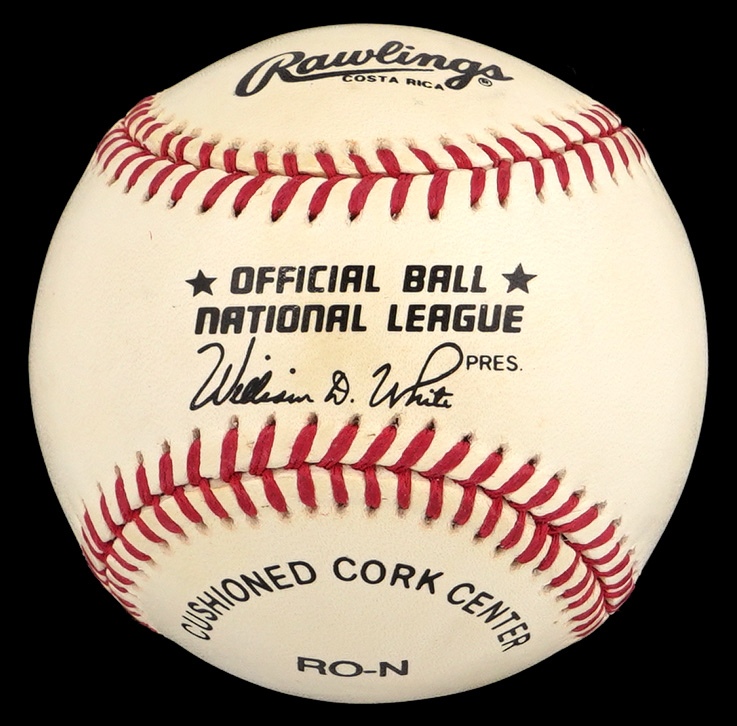 Rawlings®
COSTA RICA
★ OFFICIAL BALL ★
NATIONAL LEAGUE
William D. White PRES.
CUSHIONED CORK CENTER
RO-N